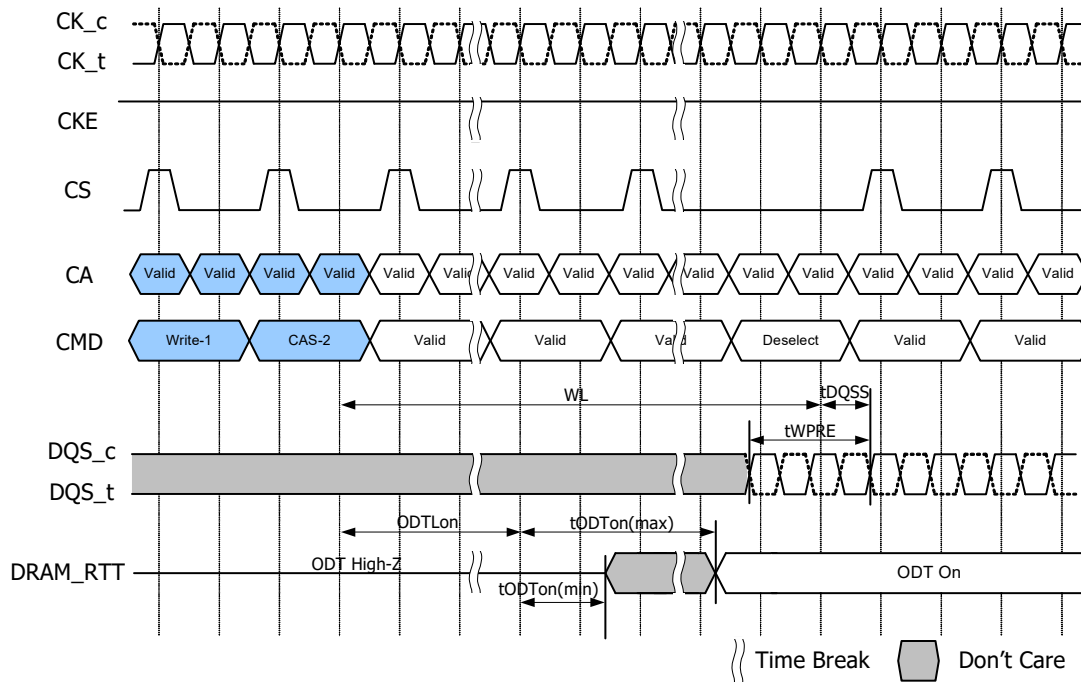 CK_c
CK_t
CKE
CS
CA Valid Valid Valid Valid Valid Valid Valid Valid Valid Valid Valid Valid Valid Valid Valid Valid
CMD Write-1 CAS-2 Valid Valid Valid Deselect Valid Valid
WL tDQSS
tWPRE
DQS_c
DQS_t
ODTLon tODTon(max)
DRAM_RTT ODT High-Z ODT On
tODTon(min)
Time Break Don't Care